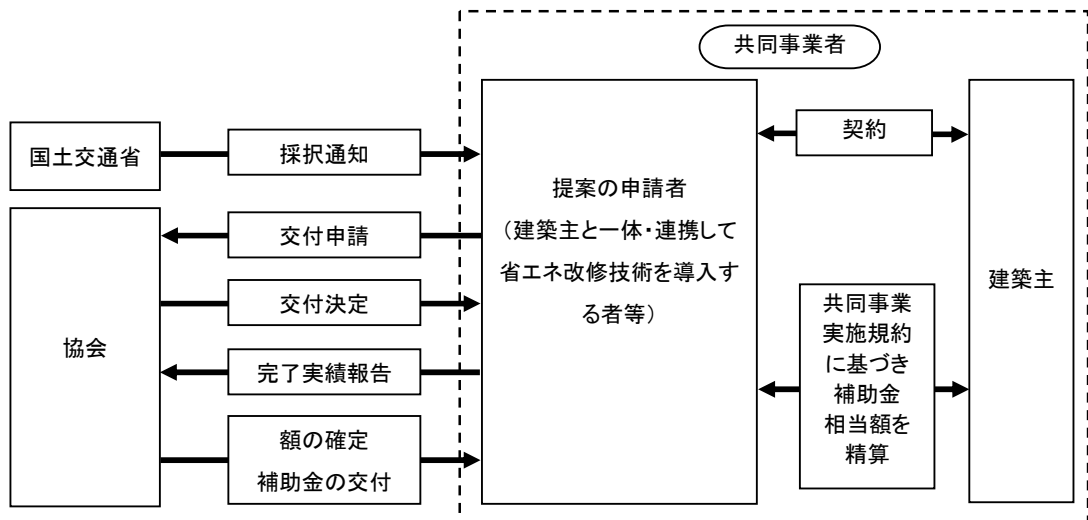 共同事業者
国土交通省
採択通知
提案の申請者
（建築主と一体・連携して
省エネ改修技術を導入す
る者等）
契約
建築主
協会
交付申請
交付決定
完了実績報告
額の確定
補助金の交付
共同事業
実施規約
に基づき
補助金
相当額を
精算